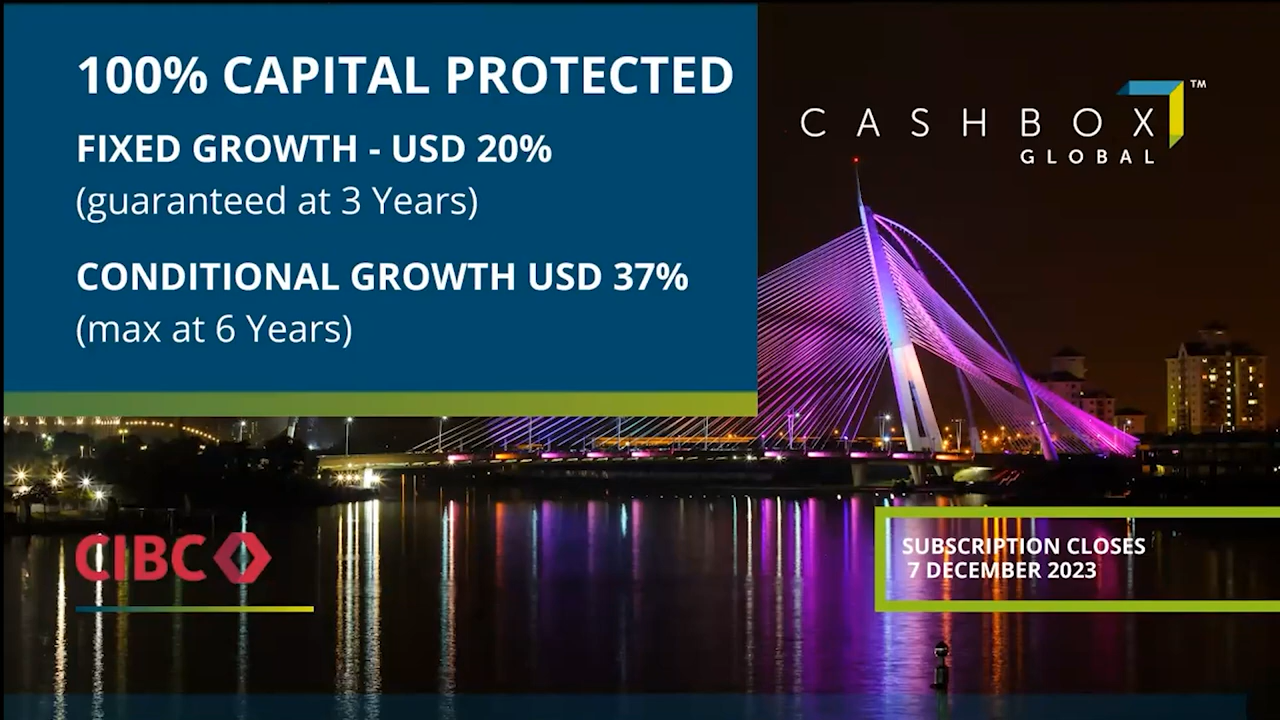 100% CAPITAL PROTECTED
FIXED GROWTH - USD 20%
(guaranteed at 3 Years)
CONDITIONAL GROWTH USD 37%
(max at 6 Years)
CASHBOX™
GLOBAL
CIBC
SUBSCRIPTION CLOSES
7 DECEMBER 2023